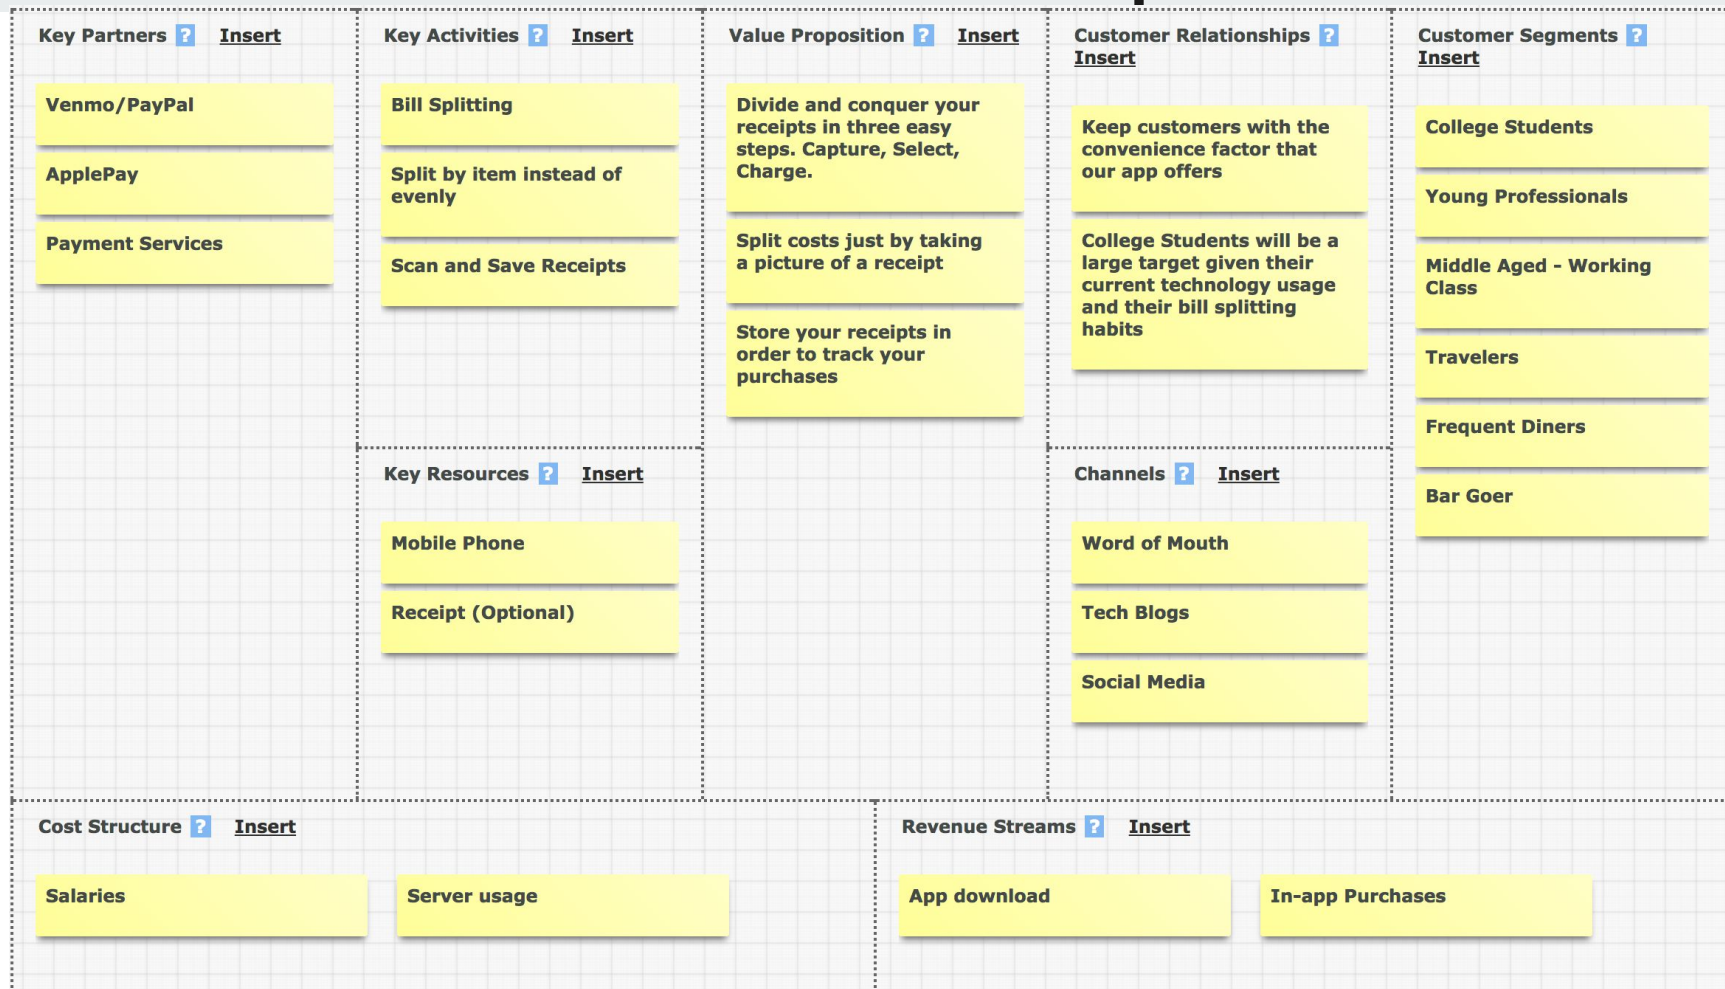 Key Partners ? Insert
Venmo/PayPal
ApplePay
Payment Services
Key Activities ? Insert
Bill Splitting
Split by item instead of
evenly
Scan and Save Receipts
Key Resources ? Insert
Mobile Phone
Receipt (Optional)
Value Proposition ? Insert
Divide and conquer your
receipts in three easy
steps. Capture, Select,
Charge.
Split costs just by taking
a picture of a receipt
Store your receipts in
order to track your
purchases
Customer Relationships ?
Insert
Keep customers with the
convenience factor that
our app offers
College Students will be a
large target given their
current technology usage
and their bill splitting
habits
Channels ? Insert
Word of Mouth
Tech Blogs
Social Media
Customer Segments ?
Insert
College Students
Young Professionals
Middle Aged - Working
Class
Travelers
Frequent Diners
Bar Goer
Cost Structure ? Insert
Salaries
Server usage
Revenue Streams ? Insert
App download
In-app Purchases